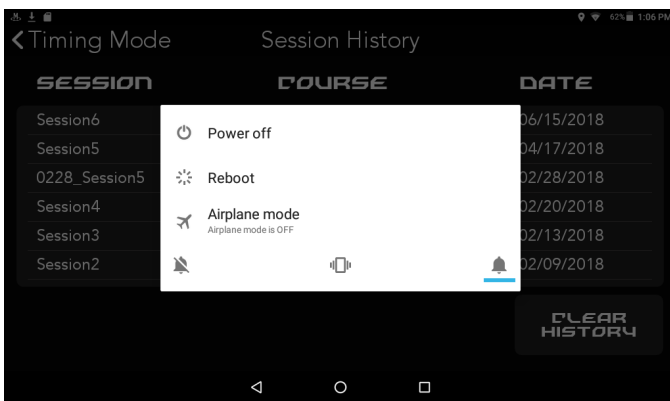 62% 1:06 PM
Timing Mode Session History
SESSION COURSE DATE
Session6 06/15/2018
Session5 04/17/2018
0228_Session5 02/28/2018
Session4 02/20/2018
Session3 02/13/2018
Session2 02/09/2018
Power off
Reboot
Airplane mode
Airplane mode is OFF
CLEAR
HISTORY